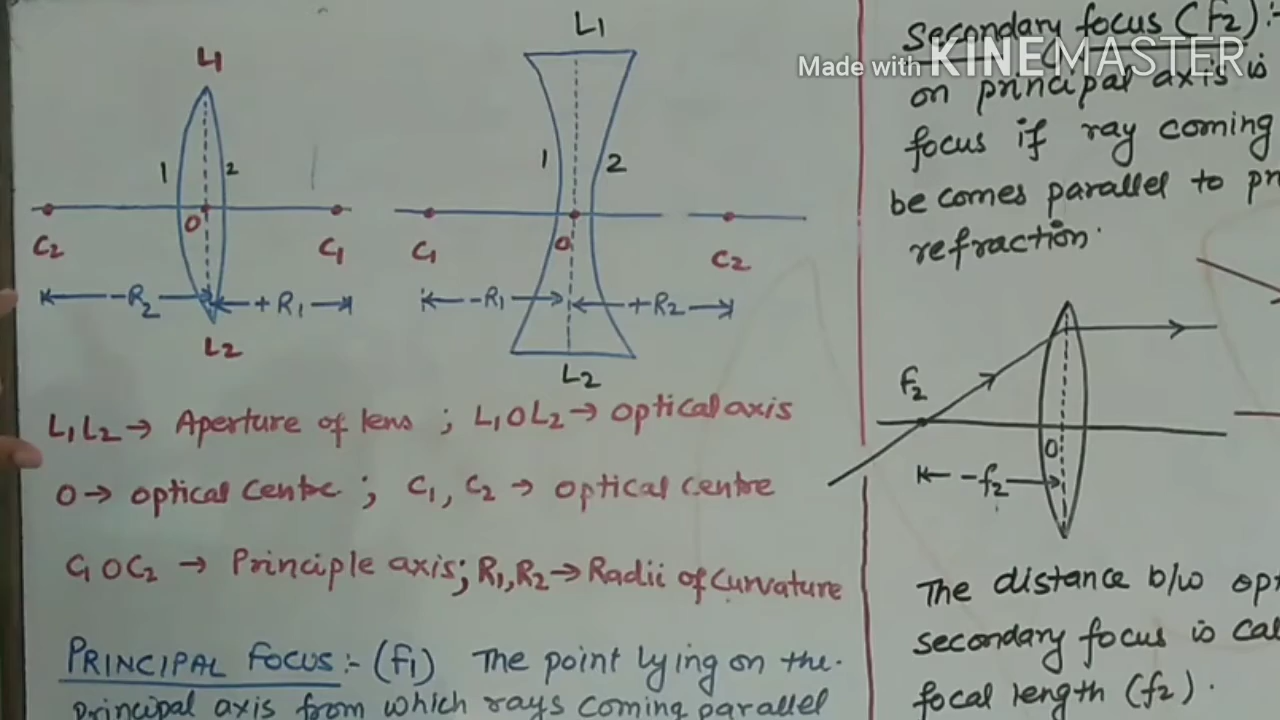 L1
L1
1
2
1
2
O
O
C2
C1
C1
C2
-R2
+R1
-R1
+R2
L2
L2
L1L2→ Aperture of lens ; L1OL2→ optical axis
O→ optical Centre ; C1, C2 → optical Centre
C1OC2 → Principle axis; R1,R2→ Radii of Curvature
PRINCIPAL FOCUS:- (f1) The point lying on the
principal axis from which rays coming parallel
Secondary focus (f2):-
Made with KINEMASTER
on principal axis is
focus if ray coming
be comes parallel to
refraction.
F2
O
-f2
The distance b/w
secondary focus is
focal length (f2).